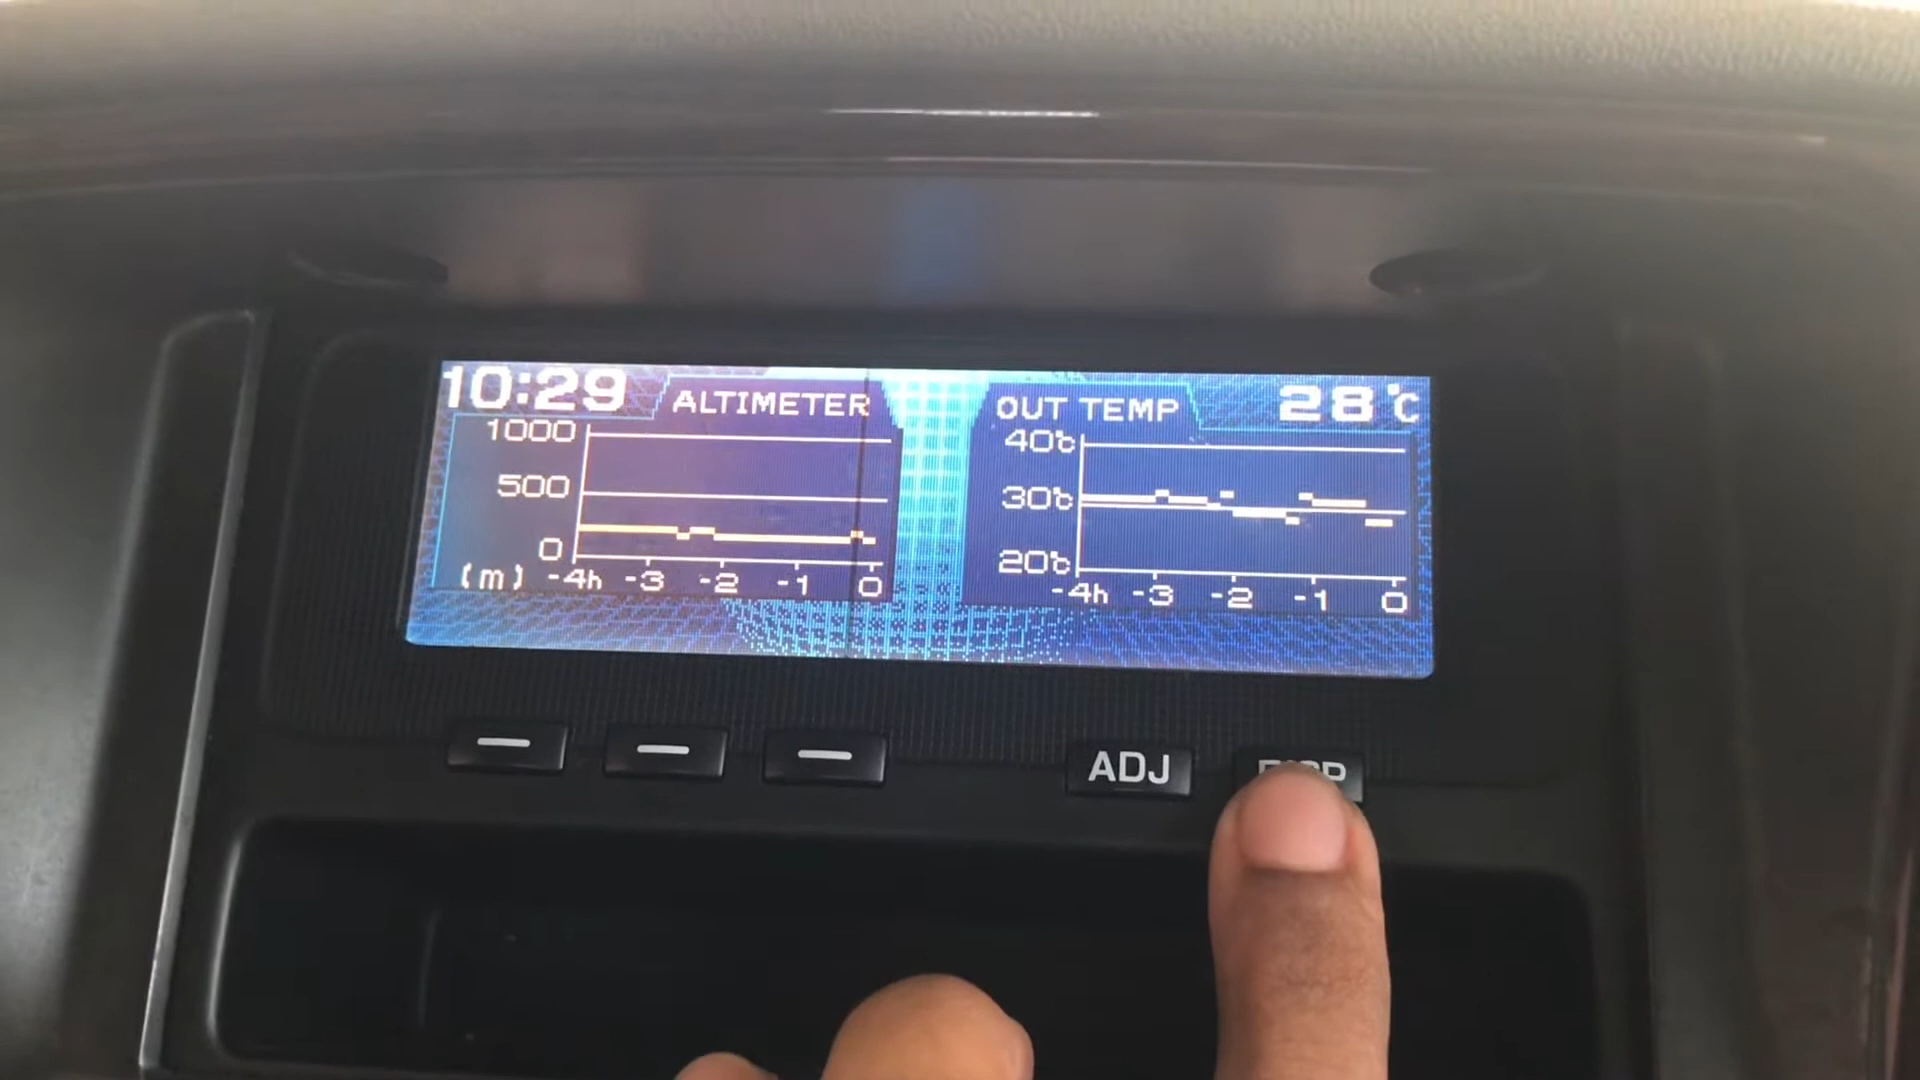 10:29 ALTIMETER
1000
500
0
(m) -4h -3 -2 -1 0
OUT TEMP 28°C
40℃
30℃
20℃
-4h -3 -2 -1 0
ADJ